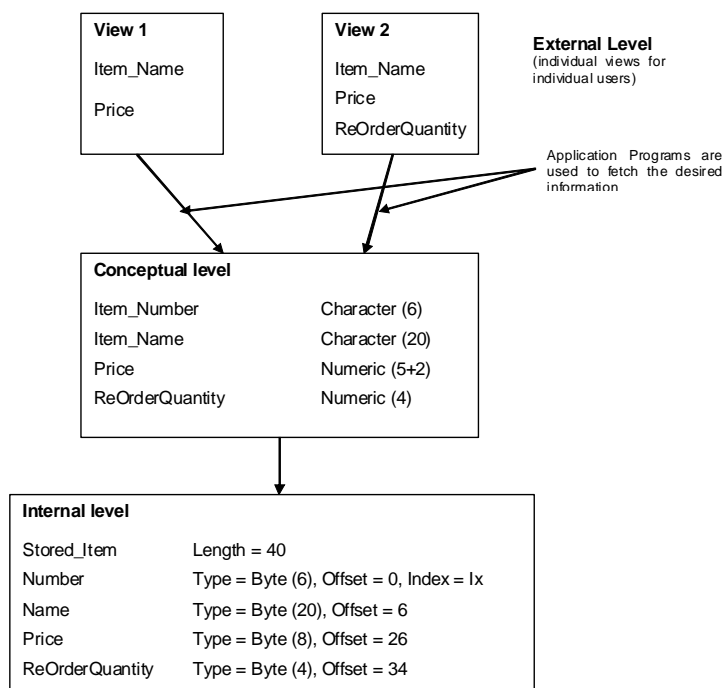 View 1
Item_Name
Price
View 2
Item_Name
Price
ReOrderQuantity
External Level
(individual views for
individual users)
Application Programs are
used to fetch the desired
information
Conceptual level
Item_Number Character (6)
Item_Name Character (20)
Price Numeric (5+2)
ReOrderQuantity Numeric (4)
Internal level
Stored_Item Length = 40
Number Type = Byte (6), Offset = 0, Index = Ix
Name Type = Byte (20), Offset = 6
Price Type = Byte (8), Offset = 26
ReOrderQuantity Type = Byte (4), Offset = 34